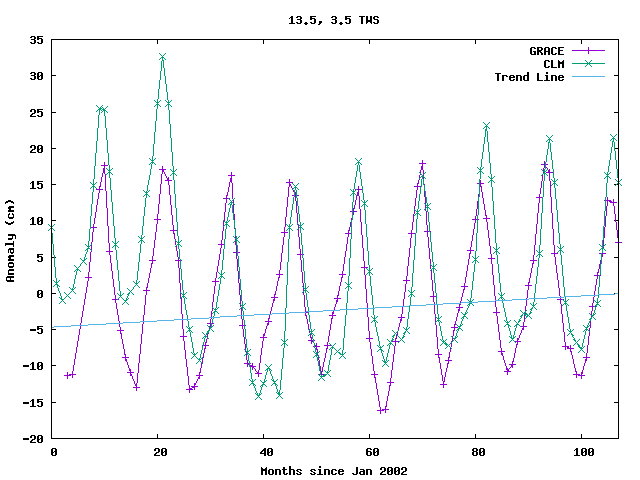 13.5, 3.5 TWS
35
30
25
20
15
10
5
0
-5
-10
-15
-20
Anomaly (cm)
GRACE
CLM
Trend Line
0 20 40 60 80 100
Months since Jan 2002